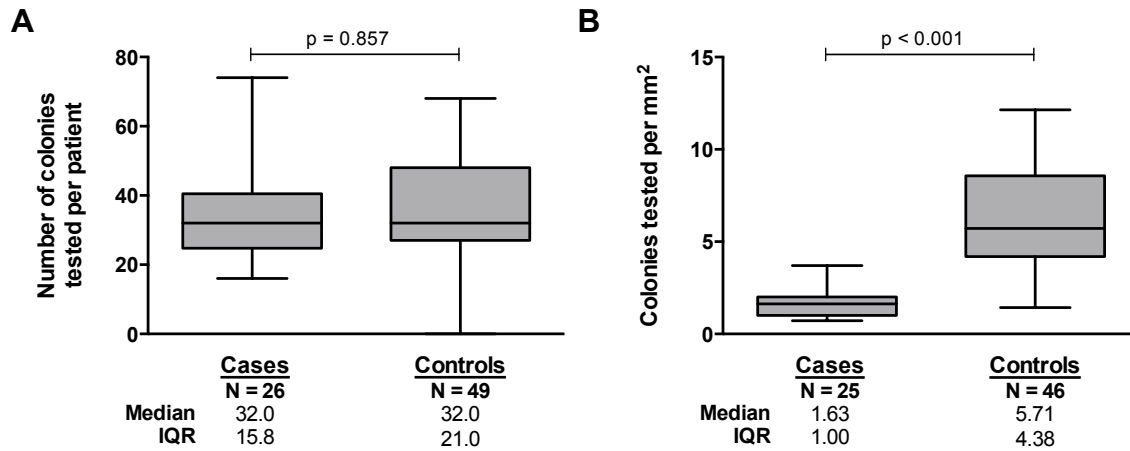 A
p = 0.857
Number of colonies
tested per patient
80
60
40
20
0
Cases
Controls
N = 26
N = 49
Median 32.0 32.0
IQR 15.8 21.0
B
p < 0.001
Colonies tested per mm²
15
10
5
0
Cases
Controls
N = 25
N = 46
Median 1.63 5.71
IQR 1.00 4.38